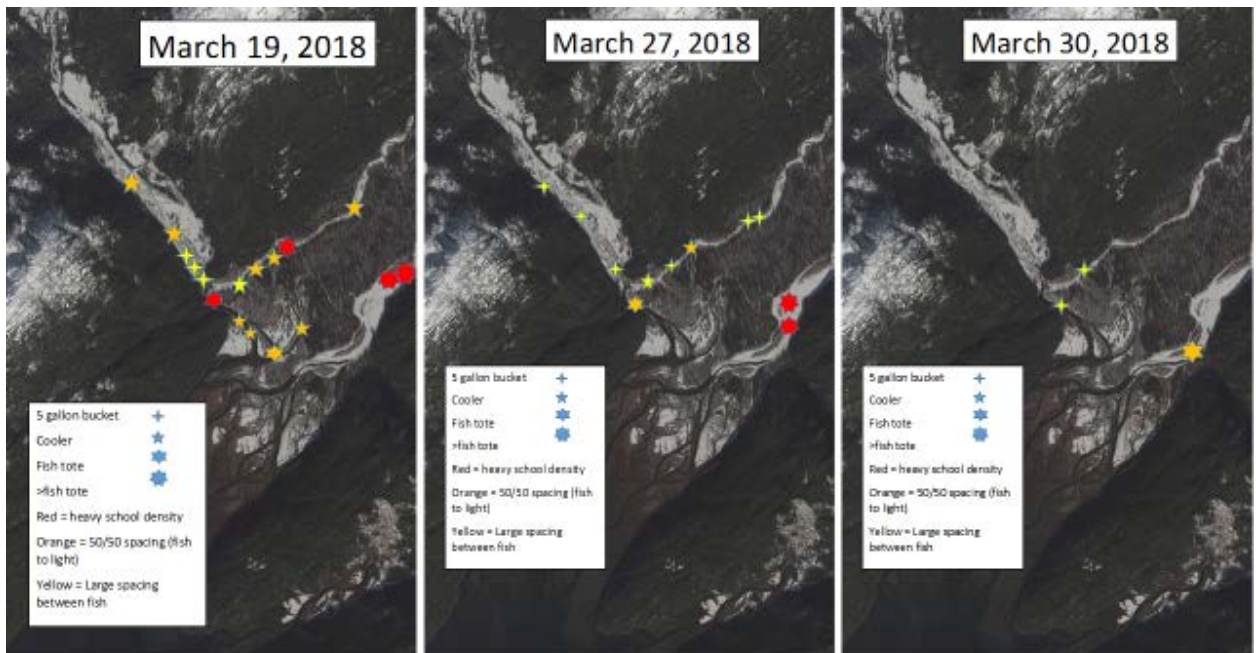 March 19, 2018
5 gallon bucket
Cooler
Fish tote
>fish tote
Red = heavy school density
Orange = 50/50 spacing (fish
to light)
Yellow = Large spacing
between fish
March 27, 2018
5 gallon bucket
Cooler
Fish tote
>fish tote
Red = heavy school density
Orange = 50/50 spacing (fish
to light)
Yellow = Large spacing
between fish
March 30, 2018
5 gallon bucket
Cooler
Fish tote
>fish tote
Red = heavy school density
Orange = 50/50 spacing (fish
to light)
Yellow = Large spacing
between fish